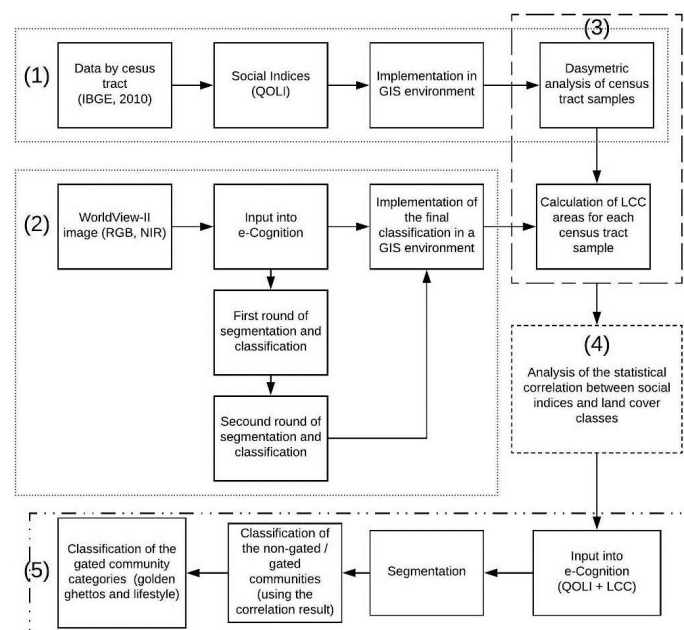 (1)
Data by cesus
tract
(IBGE, 2010)
Social Indices
(QOLI)
Implementation in
GIS environment
(3)
Dasymetric
analysis of census
tract samples
(2)
WorldView-II
image (RGB, NIR)
Input into
e-Cognition
Implementation of
the final
classification in a
GIS environment
Calculation of LCC
areas for each
census tract
sample
First round of
segmentation and
classification
Secound round of
segmentation and
classification
(4)
Analysis of the statistical
correlation between social
indices and land cover
classes
(5)
Classification of the
gated community
categories (golden
ghettos and lifestyle)
Classification of
the non-gated /
gated
communities
(using the
correlation result)
Segmentation
Input into
e-Cognition
(QOLI + LCC)